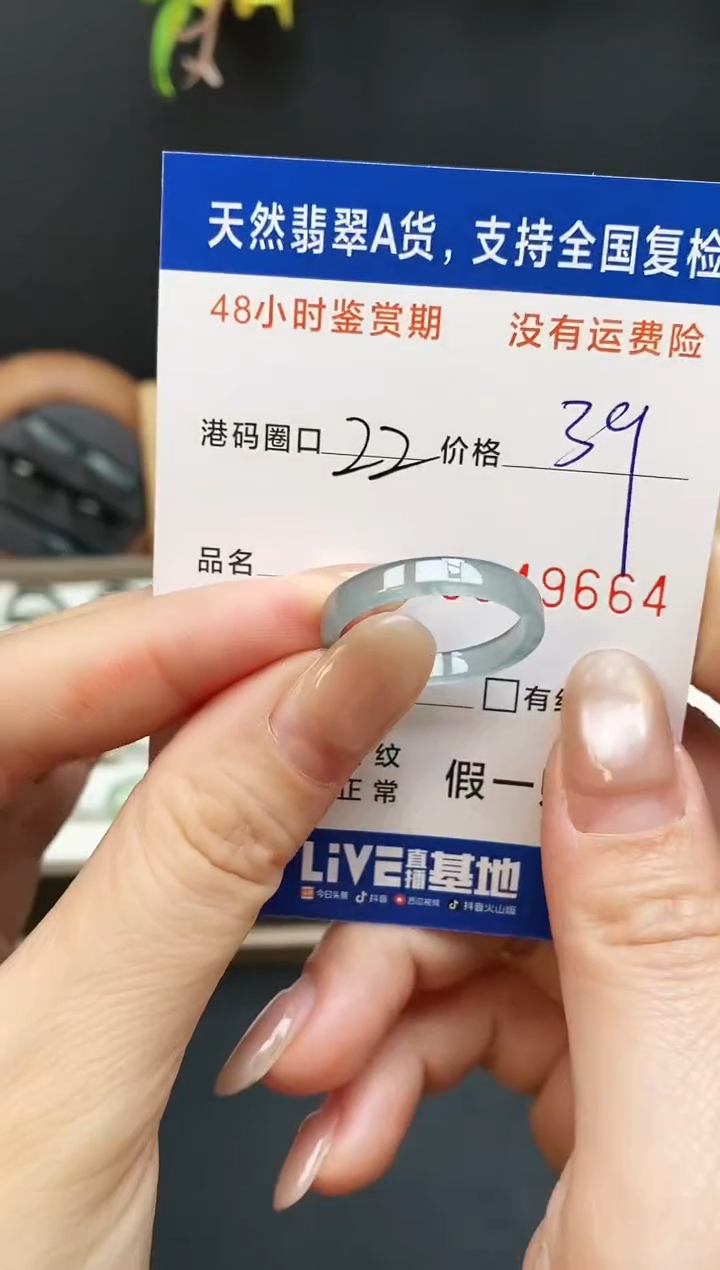 天然翡翠A货，支持全国复检
48小时鉴赏期 没有运费险
港码圈口 22 价格 39
品名 49664
□有
纹
正常 假一
LiVE直播基地
今日头条 抖音 西瓜视频 抖音火山版